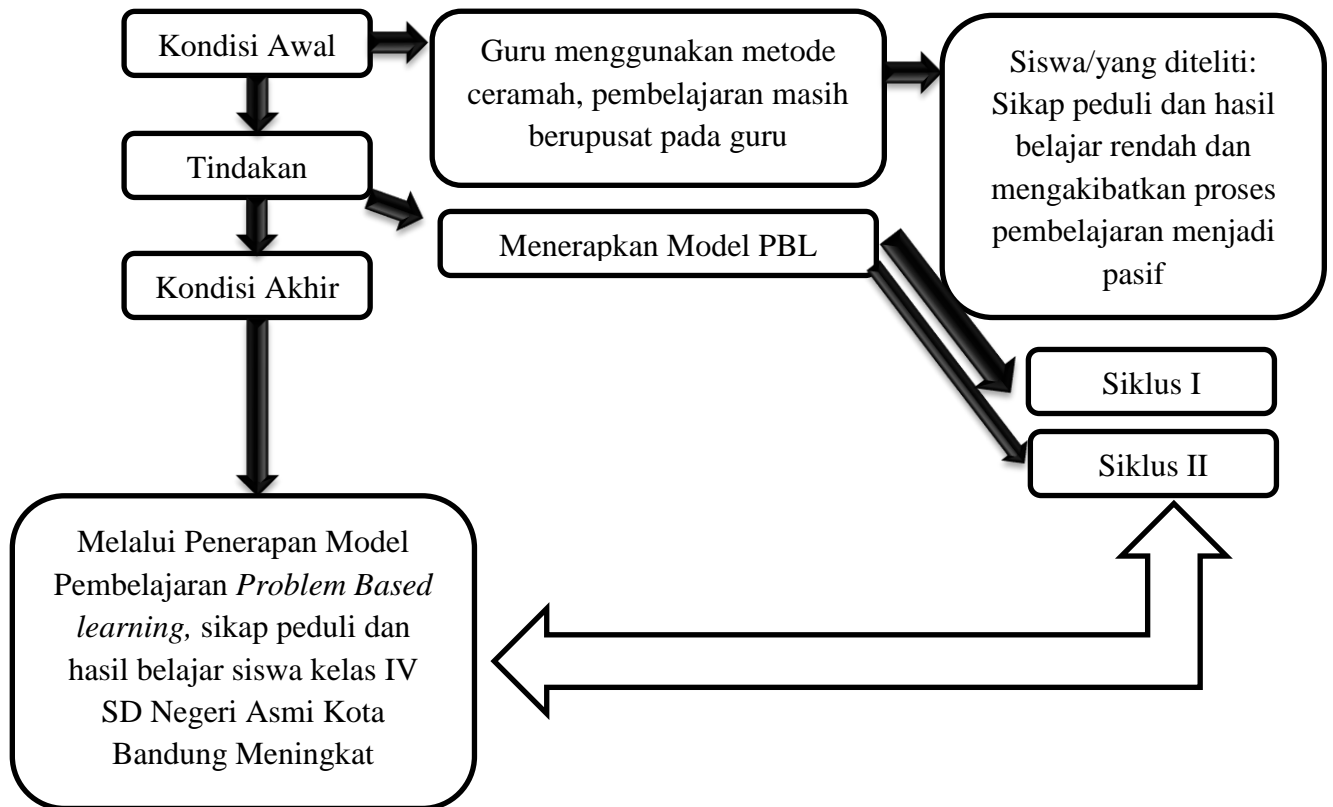 Kondisi Awal
Guru menggunakan metode
ceramah, pembelajaran masih
berupusat pada guru
Siswa/yang diteliti:
Sikap peduli dan hasil
belajar rendah dan
mengakibatkan proses
pembelajaran menjadi
pasif
Tindakan
Menerapkan Model PBL
Kondisi Akhir
Siklus I
Siklus II
Melalui Penerapan Model
Pembelajaran Problem Based
learning, sikap peduli dan
hasil belajar siswa kelas IV
SD Negeri Asmi Kota
Bandung Meningkat